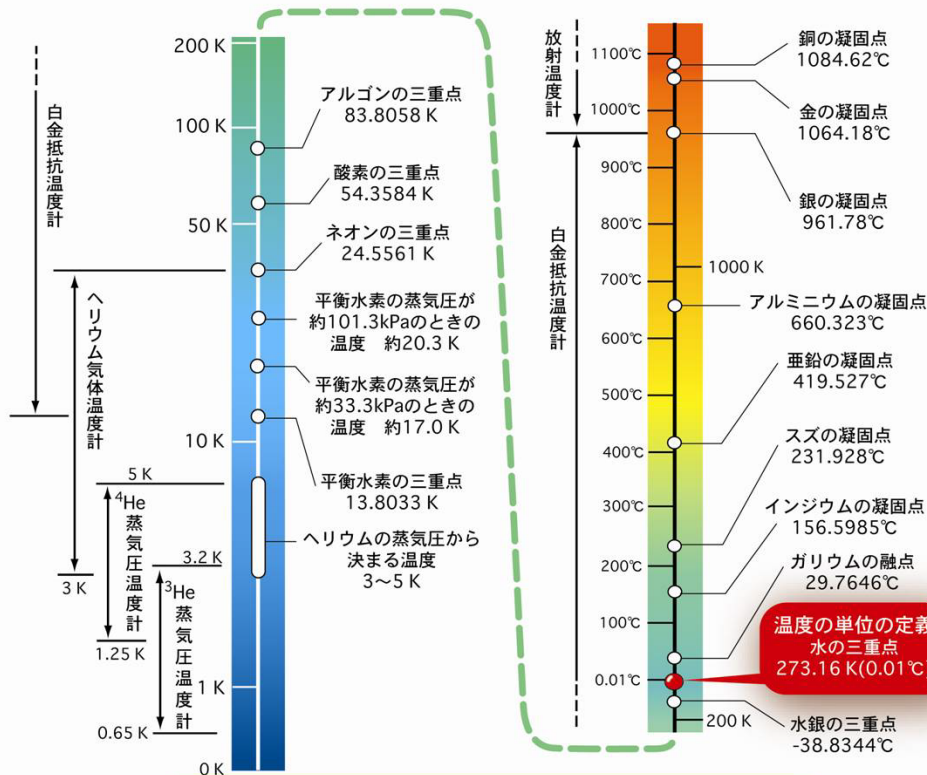 200 K
100 K
50 K
10 K
1 K
0 K
白金抵抗温度計
ヘリウム気体温度計
3 K
5 K
⁴He蒸気圧温度計
1.25 K
3.2 K
³He蒸気圧温度計
0.65 K
アルゴンの三重点
83.8058 K
酸素の三重点
54.3584 K
ネオンの三重点
24.5561 K
平衡水素の蒸気圧が
約101.3kPaのときの
温度 約20.3 K
平衡水素の蒸気圧が
約33.3kPaのときの
温度 約17.0 K
平衡水素の三重点
13.8033 K
ヘリウムの蒸気圧から
決まる温度
3〜5 K
放射温度計
白金抵抗温度計
1100℃
1000℃
900℃
800℃
700℃
600℃
500℃
400℃
300℃
200℃
100℃
0.01℃
1000 K
200 K
銅の凝固点
1084.62℃
金の凝固点
1064.18℃
銀の凝固点
961.78℃
アルミニウムの凝固点
660.323℃
亜鉛の凝固点
419.527℃
スズの凝固点
231.928℃
インジウムの凝固点
156.5985℃
ガリウムの融点
29.7646℃
温度の単位の定義
水の三重点
273.16 K(0.01℃)
水銀の三重点
-38.8344℃